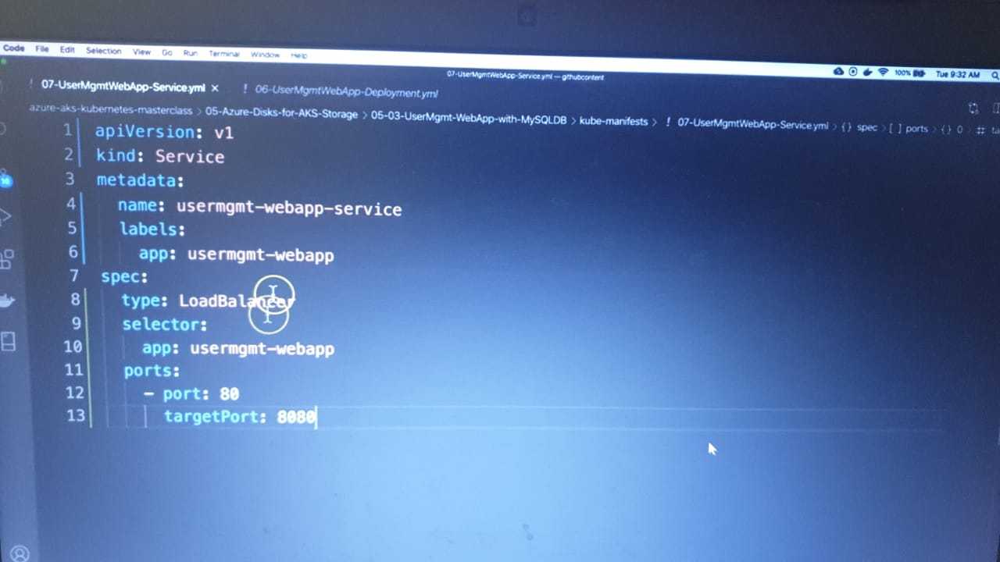 Code File Edit Selection View Go Run Terminal Window Help
100% Tue 9:32 AM
07-UserMgmtWebApp-Service.yml — githubcontent
! 07-UserMgmtWebApp-Service.yml × ! 06-UserMgmtWebApp-Deployment.yml
azure-aks-kubernetes-masterclass > 05-Azure-Disks-for-AKS-Storage > 05-03-UserMgmt-WebApp-with-MySQLDB > kube-manifests > ! 07-UserMgmtWebApp-Service.yml > {} spec > [ ] ports > {} 0 > # ta
1 apiVersion: v1
2 kind: Service
3 metadata:
4 name: usermgmt-webapp-service
5 labels:
6 app: usermgmt-webapp
7 spec:
8 type: LoadBalancer
9 selector:
10 app: usermgmt-webapp
11 ports:
12 - port: 80
13 targetPort: 8080